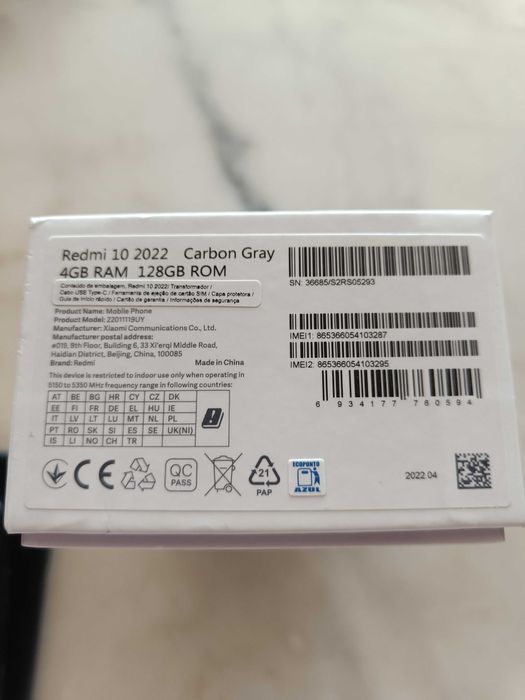 Redmi 10 2022 Carbon Gray
4GB RAM 128GB ROM
Conteúdo de embalagem, Redmi 10 2022/ Transformador /
Cabo USB Type-C / Ferramenta de ejeção de cartão SIM / Capa protetora /
Guia de início rápido / Cartão de garantia / Informações de segurança
Product Name: Mobile Phone
Product Model: 22011119UY
Manufacturer: Xiaomi Communications Co., Ltd.
Manufacturer postal address:
#019, 9th Floor, Building 6, 33 Xi'erqi Middle Road,
Haidian District, Beijing, China, 100085
Brand: Redmi Made in China
This device is restricted to indoor use only when operating in
5150 to 5350 MHz frequency range in following countries:
AT BE BG HR CY CZ DK
EE FI FR DE EL HU IE
IT LV LT LU MT NL PL
PT RO SK SI ES SE UK(NI)
IS LI NO CH TR
SN: 36685/S2RS05293
IMEI1: 865366054103287
IMEI2: 865366054103295
6 934177 760594
CE
QC
PASS
21
PAP
ECOPONTO
AZUL
2022.04